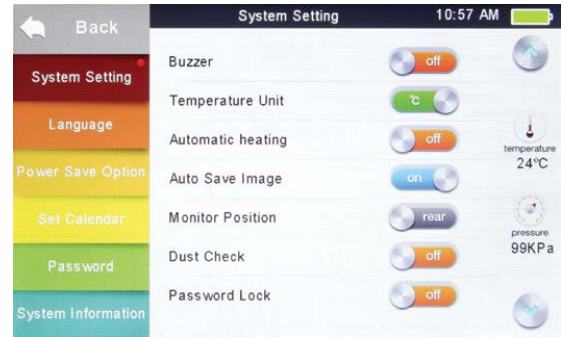 Back
System Setting
10:57 AM
System Setting
Language
Power Save Option
Set Calendar
Password
System Information
Buzzer
off
Temperature Unit
℃
Automatic heating
off
Auto Save Image
on
Monitor Position
rear
Dust Check
off
Password Lock
off
temperature
24°C
pressure
99KPa